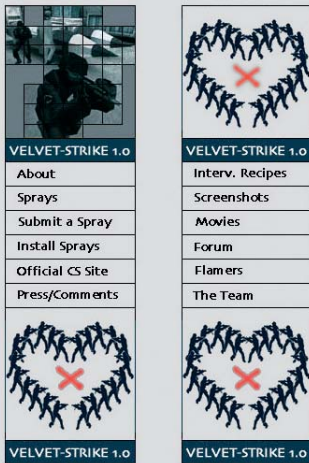 VELVET-STRIKE 1.0
About
Sprays
Submit a Spray
Install Sprays
Official CS Site
Press/Comments
VELVET-STRIKE 1.0
VELVET-STRIKE 1.0
Interv. Recipes
Screenshots
Movies
Forum
Flamers
The Team
VELVET-STRIKE 1.0